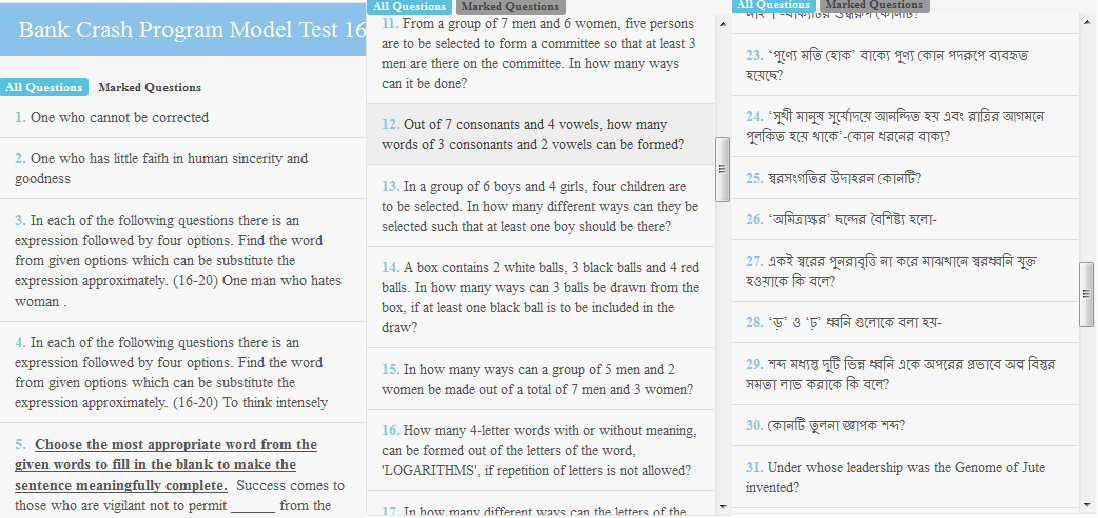 Bank Crash Program Model Test 16
All Questions Marked Questions
1. One who cannot be corrected
2. One who has little faith in human sincerity and
goodness
3. In each of the following questions there is an
expression followed by four options. Find the word
from given options which can be substitute the
expression approximately. (16-20) One man who hates
woman .
4. In each of the following questions there is an
expression followed by four options. Find the word
from given options which can be substitute the
expression approximately. (16-20) To think intensely
5. Choose the most appropriate word from the
given words to fill in the blank to make the
sentence meaningfully complete. Success comes to
those who are vigilant not to permit ______ from the
All Questions Marked Questions
11. From a group of 7 men and 6 women, five persons
are to be selected to form a committee so that at least 3
men are there on the committee. In how many ways
can it be done?
12. Out of 7 consonants and 4 vowels, how many
words of 3 consonants and 2 vowels can be formed?
13. In a group of 6 boys and 4 girls, four children are
to be selected. In how many different ways can they be
selected such that at least one boy should be there?
14. A box contains 2 white balls, 3 black balls and 4 red
balls. In how many ways can 3 balls be drawn from the
box, if at least one black ball is to be included in the
draw?
15. In how many ways can a group of 5 men and 2
women be made out of a total of 7 men and 3 women?
16. How many 4-letter words with or without meaning,
can be formed out of the letters of the word,
'LOGARITHMS', if repetition of letters is not allowed?
17. In how many different ways can the letters of the
All Questions Marked Questions
23. ‘পুণ্যে মতি হোক’ বাক্যে পুণ্য কোন পদরূপে ব্যবহৃত
হয়েছে?
24. ‘সুখী মানুষ সূর্যোদয়ে আনন্দিত হয় এবং রাত্রির আগমনে
পুলকিত হয়ে থাকে’-কোন ধরনের বাক্য?
25. স্বরসংগতির উদাহরন কোনটি?
26. ‘অমিত্রাক্ষর’ ছন্দের বৈশিষ্ট্য হলো-
27. একই স্বরের পুনরাবৃত্তি না করে মাঝখানে স্বরধ্বনি যুক্ত
হওয়াকে কি বলে?
28. ‘ড়’ ও ‘ঢ়’ ধ্বনি গুলোকে বলা হয়-
29. শব্দ মধ্যস্থ দুটি ভিন্ন ধ্বনি একে অপরের প্রভাবে অল্প বিস্তর
সমতা লাভ করাকে কি বলে?
30. কোনটি তুলনা জ্ঞাপক শব্দ?
31. Under whose leadership was the Genome of Jute
invented?